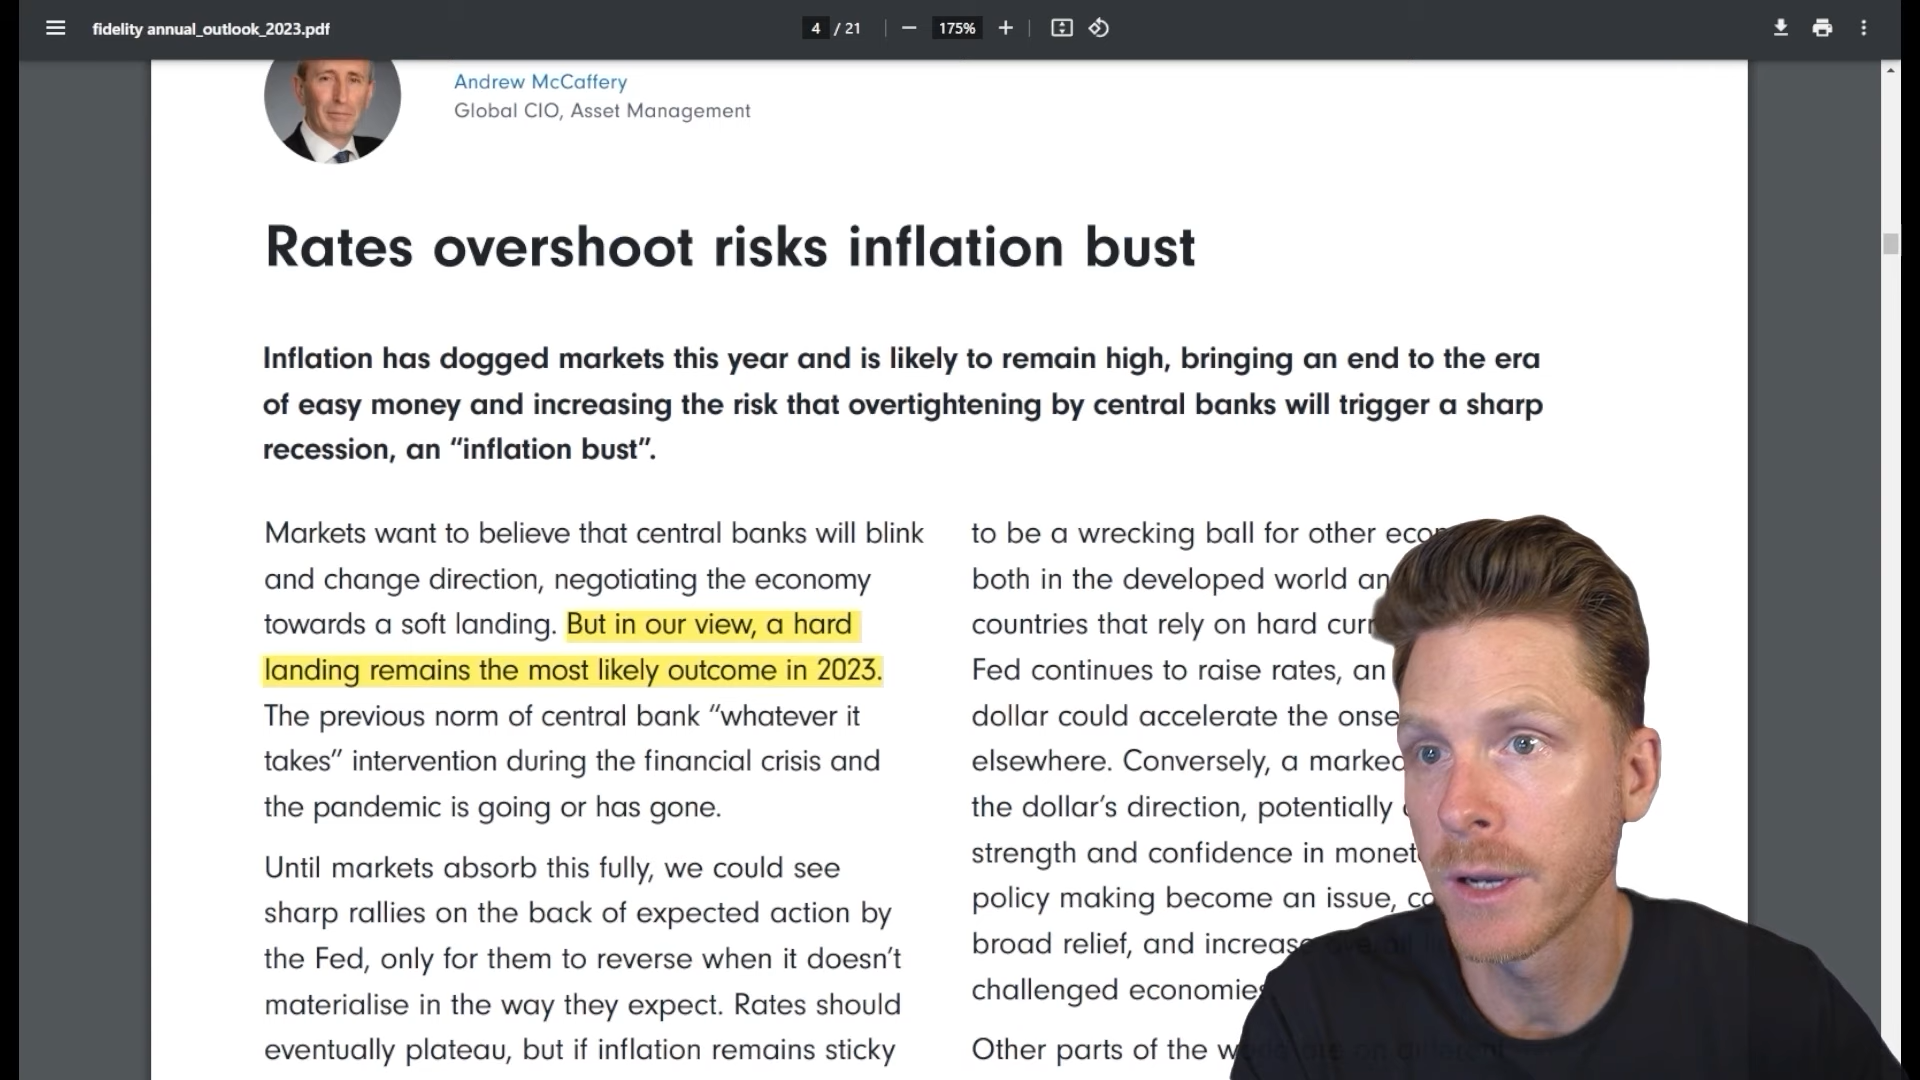 fidelity annual_outlook_2023.pdf
4 / 21
175%
Andrew McCaffery
Global CIO, Asset Management
Rates overshoot risks inflation bust
Inflation has dogged markets this year and is likely to remain high, bringing an end to the era
of easy money and increasing the risk that overtightening by central banks will trigger a sharp
recession, an “inflation bust”.
Markets want to believe that central banks will blink
and change direction, negotiating the economy
towards a soft landing. But in our view, a hard
landing remains the most likely outcome in 2023.
The previous norm of central bank “whatever it
takes” intervention during the financial crisis and
the pandemic is going or has gone.
Until markets absorb this fully, we could see
sharp rallies on the back of expected action by
the Fed, only for them to reverse when it doesn’t
materialise in the way they expect. Rates should
eventually plateau, but if inflation remains sticky
to be a wrecking ball for other
both in the developed world
countries that rely on hard
Fed continues to raise rates, an
dollar could accelerate the
elsewhere. Conversely, a
the dollar’s direction, potentially
strength and confidence in
policy making become an issue,
broad relief, and increase overall
challenged economies
Other parts of the world are on different